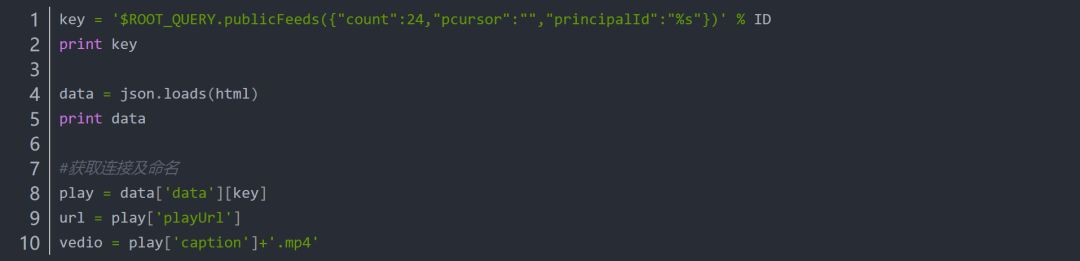 1 key = '$ROOT_QUERY.publicFeeds({"count":24,"pcursor":"","principalId":"%s"})' % ID
2 print key
3
4 data = json.loads(html)
5 print data
6
7 #获取连接及命名
8 play = data['data'][key]
9 url = play['playUrl']
10 vedio = play['caption']+'.mp4'